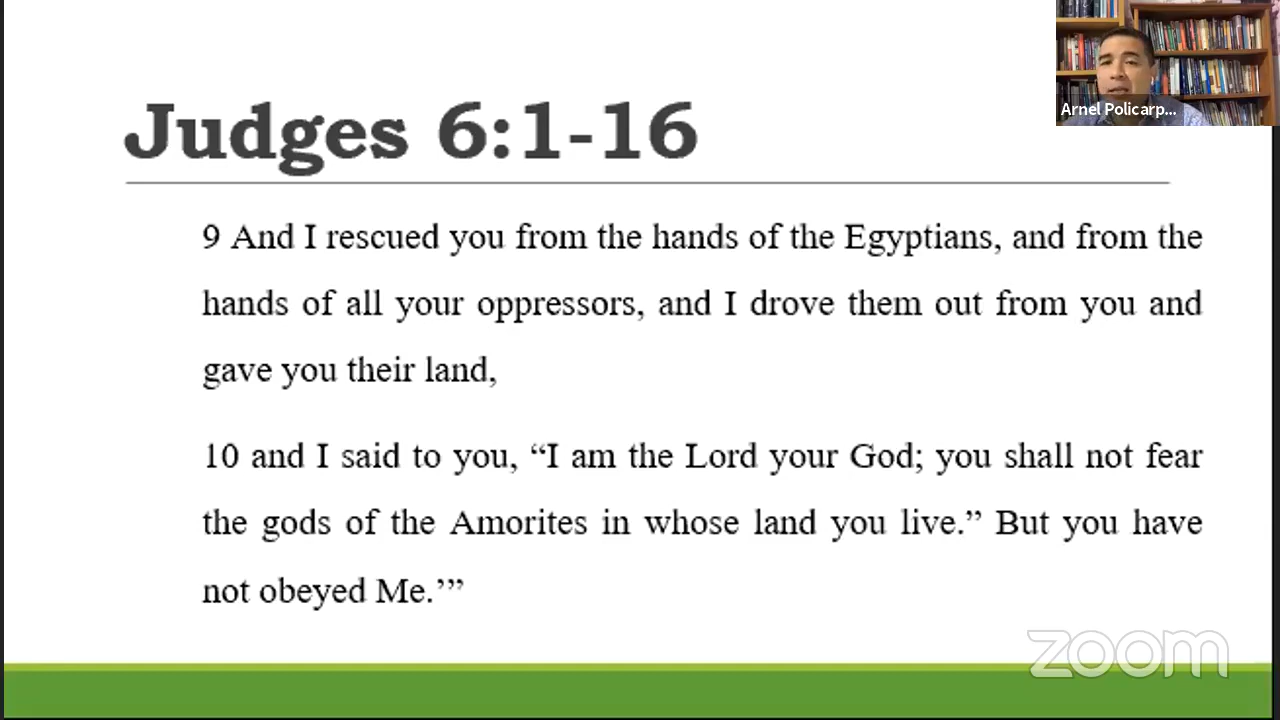 Arnel Policarp...
Judges 6:1-16
9 And I rescued you from the hands of the Egyptians, and from the
hands of all your oppressors, and I drove them out from you and
gave you their land,
10 and I said to you, “I am the Lord your God; you shall not fear
the gods of the Amorites in whose land you live.” But you have
not obeyed Me.’”
zoom